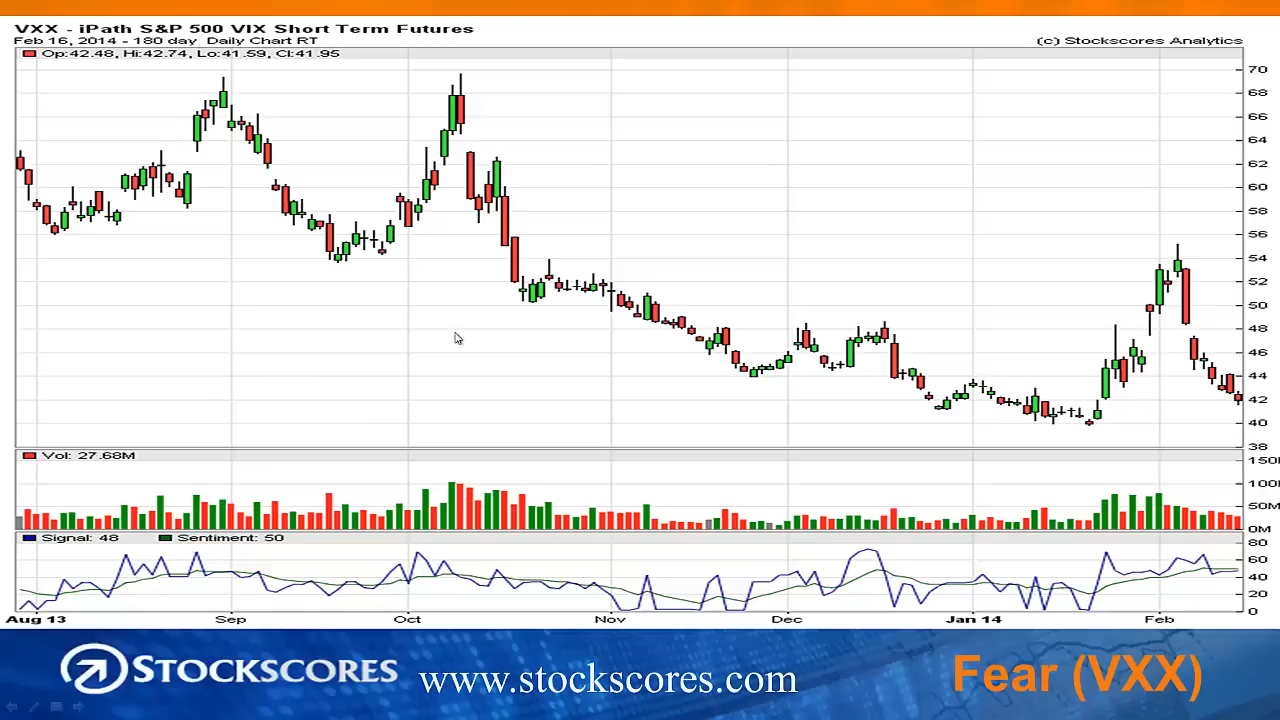 VXX - iPath S&P 500 VIX Short Term Futures
Feb 16, 2014 - 180 day Daily Chart RT
(c) Stockscores Analytics
Op:42.48, Hi:42.74, Lo:41.59, Cl:41.95
70
68
66
64
62
60
58
56
54
52
50
48
46
44
42
40
38
Vol: 27.68M
150M
100M
50M
0M
Signal: 48 Sentiment: 50
80
60
40
20
0
Aug 13 Sep Oct Nov Dec Jan 14 Feb
STOCKSCORES
www.stockscores.com
Fear (VXX)